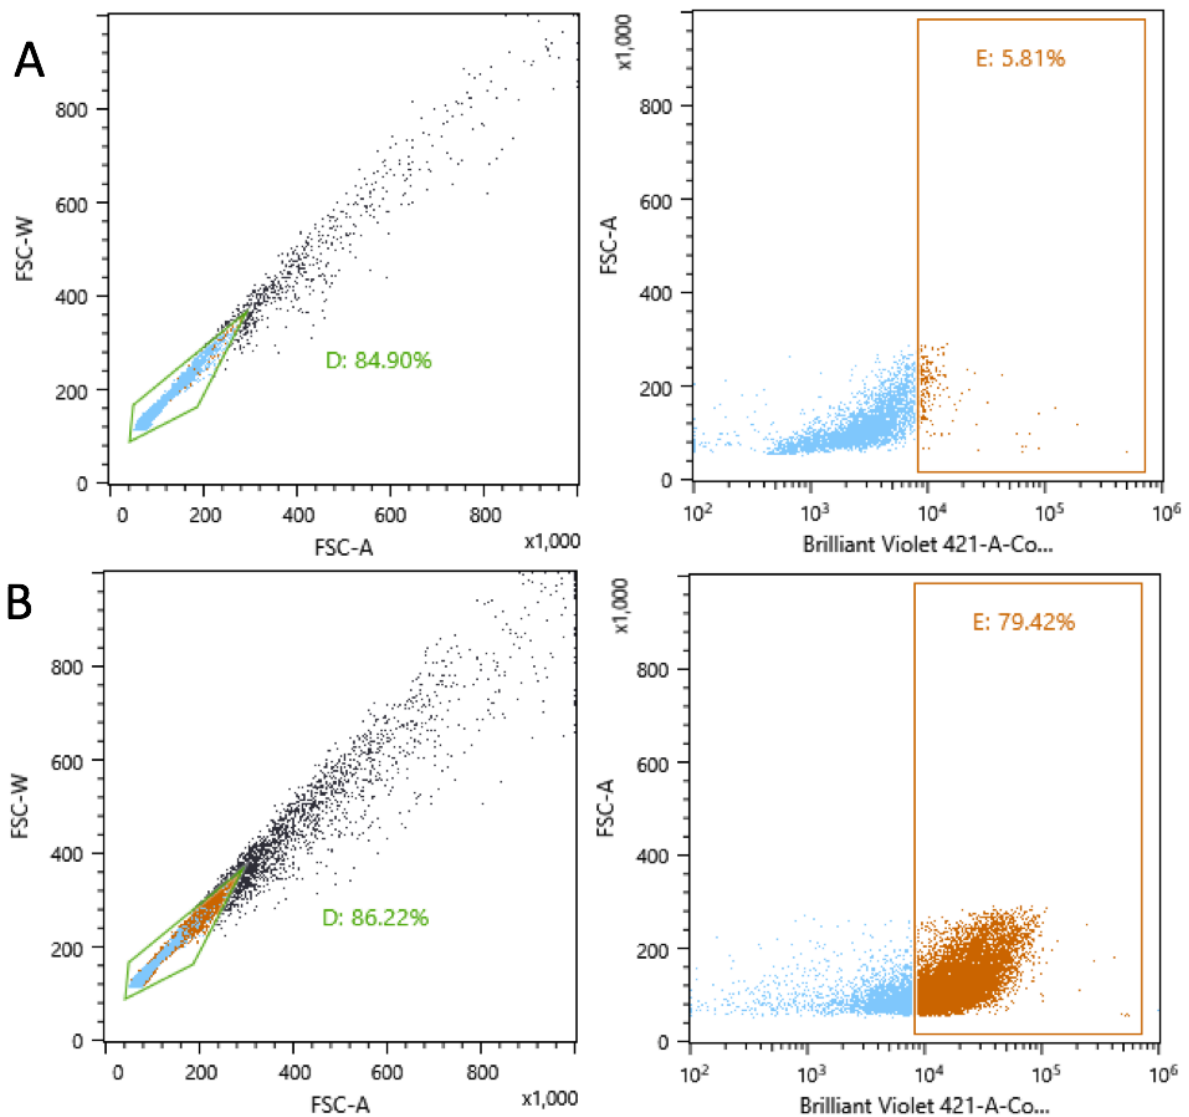 A
FSC-W
800
600
400
200
0
D: 84.90%
0 200 400 600 800
FSC-A
x1,000
x1,000
FSC-A
800
600
400
200
0
E: 5.81%
10² 10³ 10⁴ 10⁵ 10⁶
Brilliant Violet 421-A-Co...
B
FSC-W
800
600
400
200
0
D: 86.22%
0 200 400 600 800
FSC-A
x1,000
x1,000
FSC-A
800
600
400
200
0
E: 79.42%
10² 10³ 10⁴ 10⁵ 10⁶
Brilliant Violet 421-A-Co...